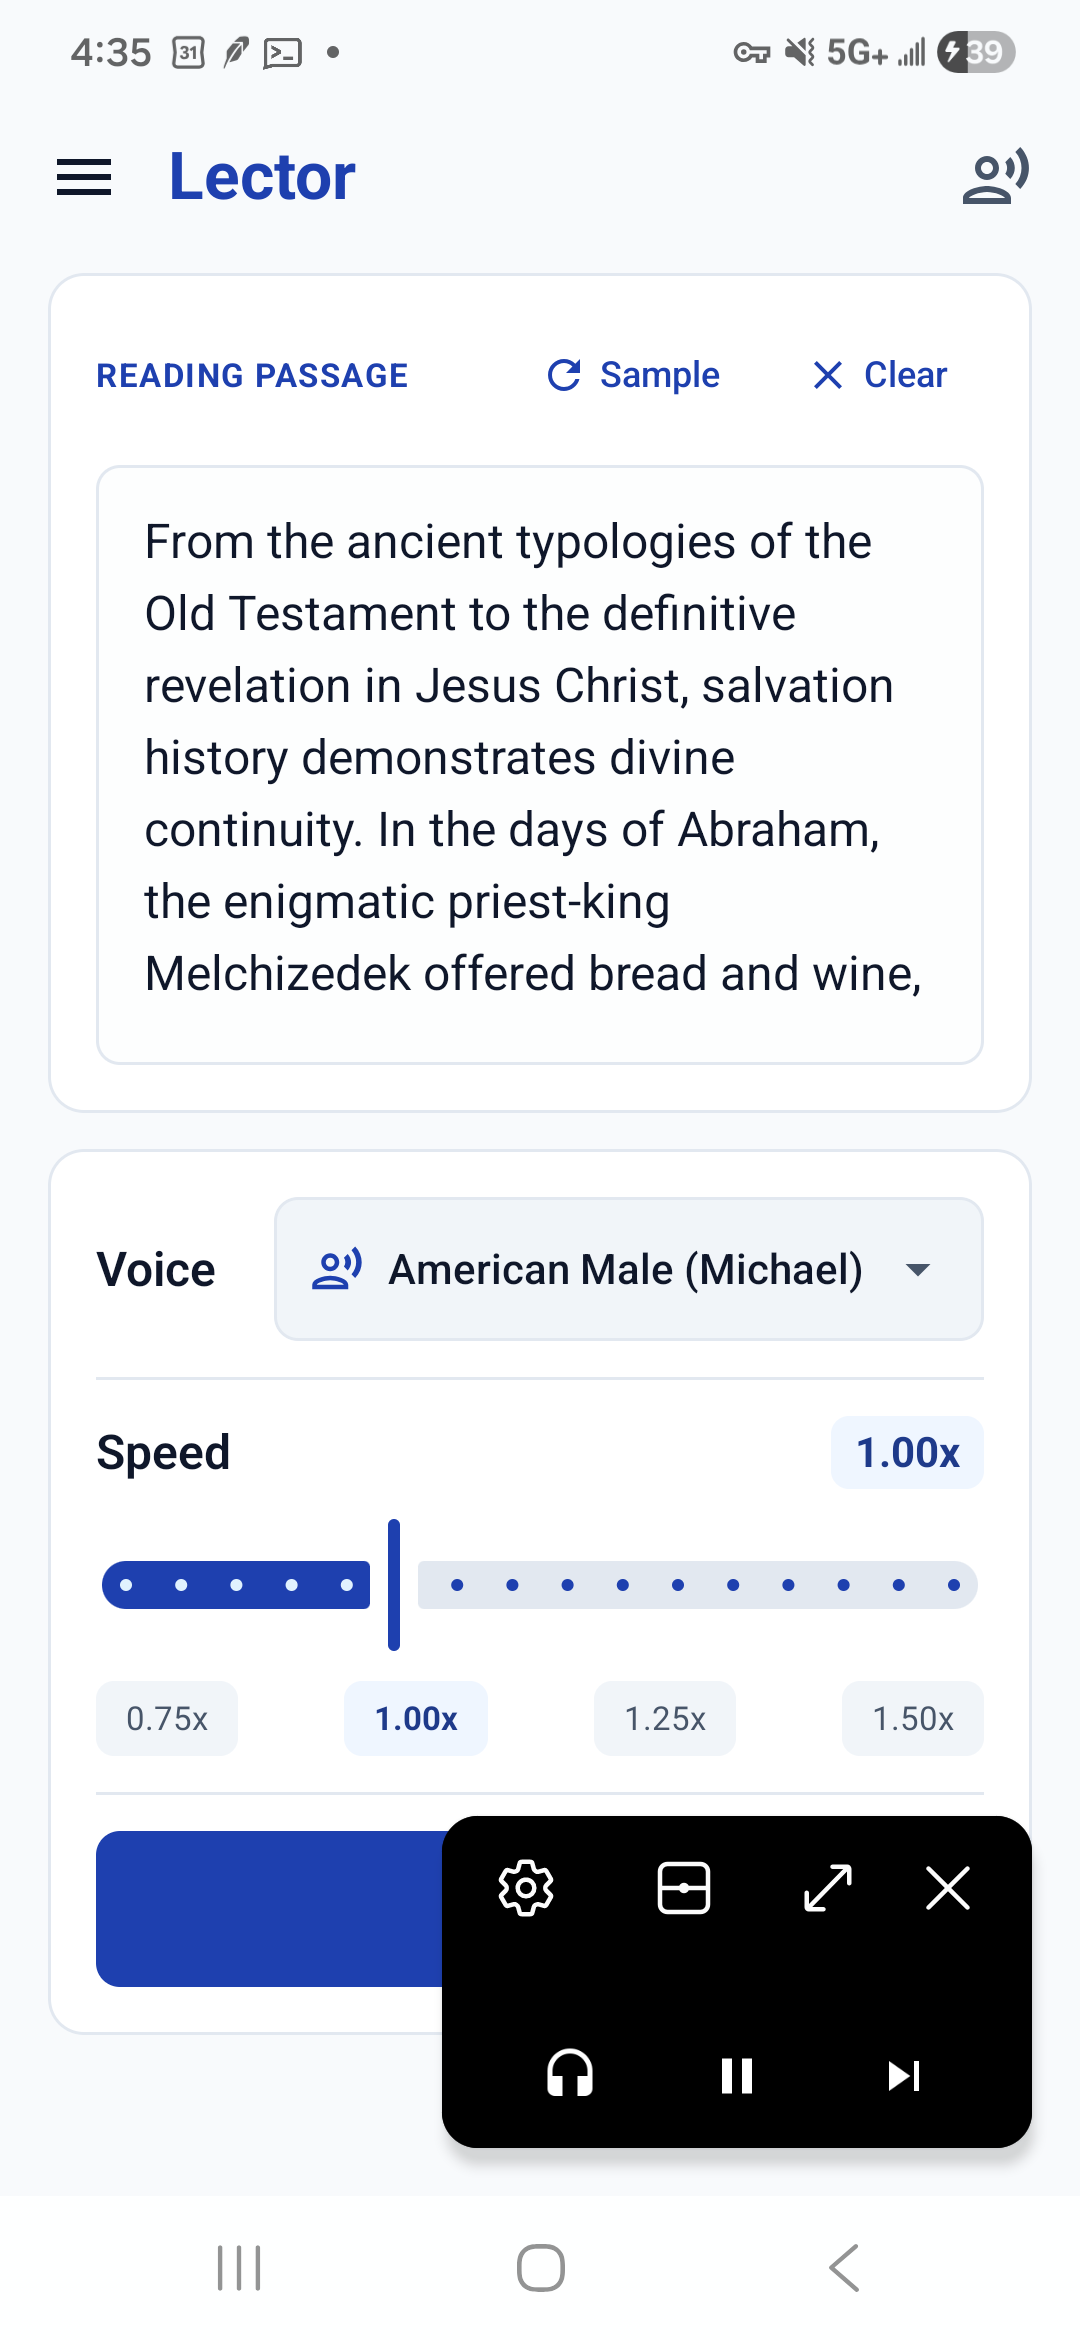 4:35 31 5G+ 39
Lector
READING PASSAGE Sample Clear
From the ancient typologies of the
Old Testament to the definitive
revelation in Jesus Christ, salvation
history demonstrates divine
continuity. In the days of Abraham,
the enigmatic priest-king
Melchizedek offered bread and wine,
Voice American Male (Michael)
Speed 1.00x
0.75x 1.00x 1.25x 1.50x